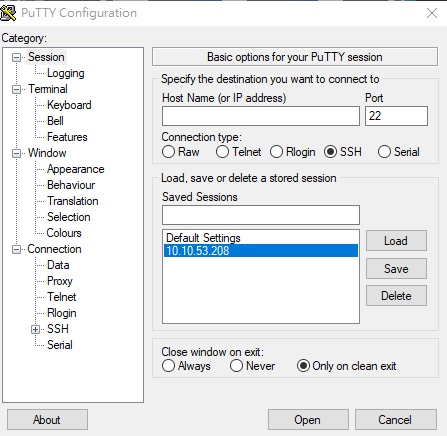 PuTTY Configuration
Category:
Session
Logging
Terminal
Keyboard
Bell
Features
Window
Appearance
Behaviour
Translation
Selection
Colours
Connection
Data
Proxy
Telnet
Rlogin
SSH
Serial
Basic options for your PuTTY session
Specify the destination you want to connect to
Host Name (or IP address) Port
22
Connection type:
Raw Telnet Rlogin SSH Serial
Load, save or delete a stored session
Saved Sessions
Default Settings
10.10.53.208
Load
Save
Delete
Close window on exit:
Always Never Only on clean exit
About Open Cancel